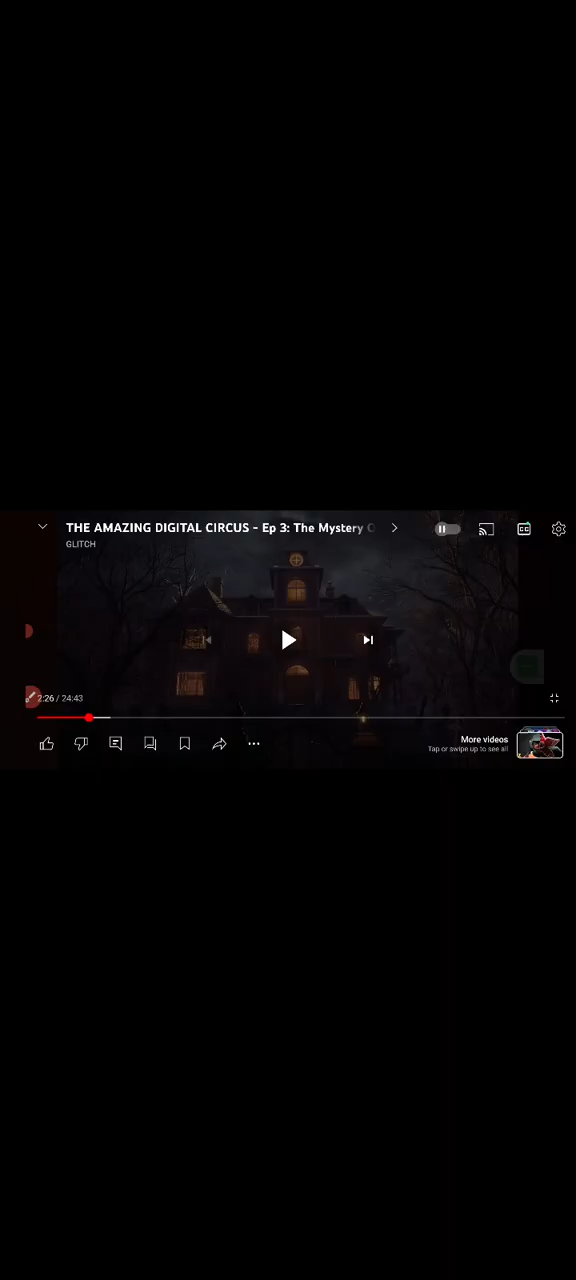 THE AMAZING DIGITAL CIRCUS - Ep 3: The Mystery
GLITCH
CC
2:26 / 24:43
More videos
Tap or swipe up to see all